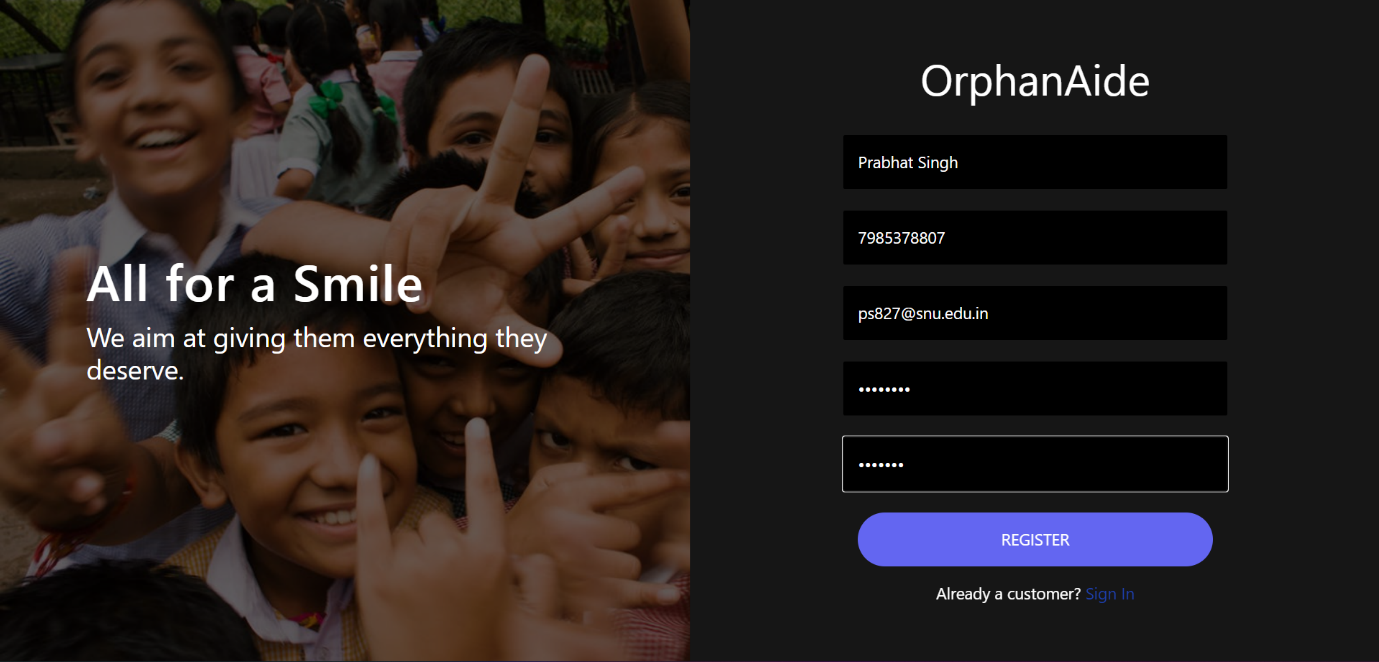 All for a Smile
We aim at giving them everything they
deserve.
OrphanAide
Prabhat Singh
7985378807
ps827@snu.edu.in
••••••••
•••••••
REGISTER
Already a customer? Sign In